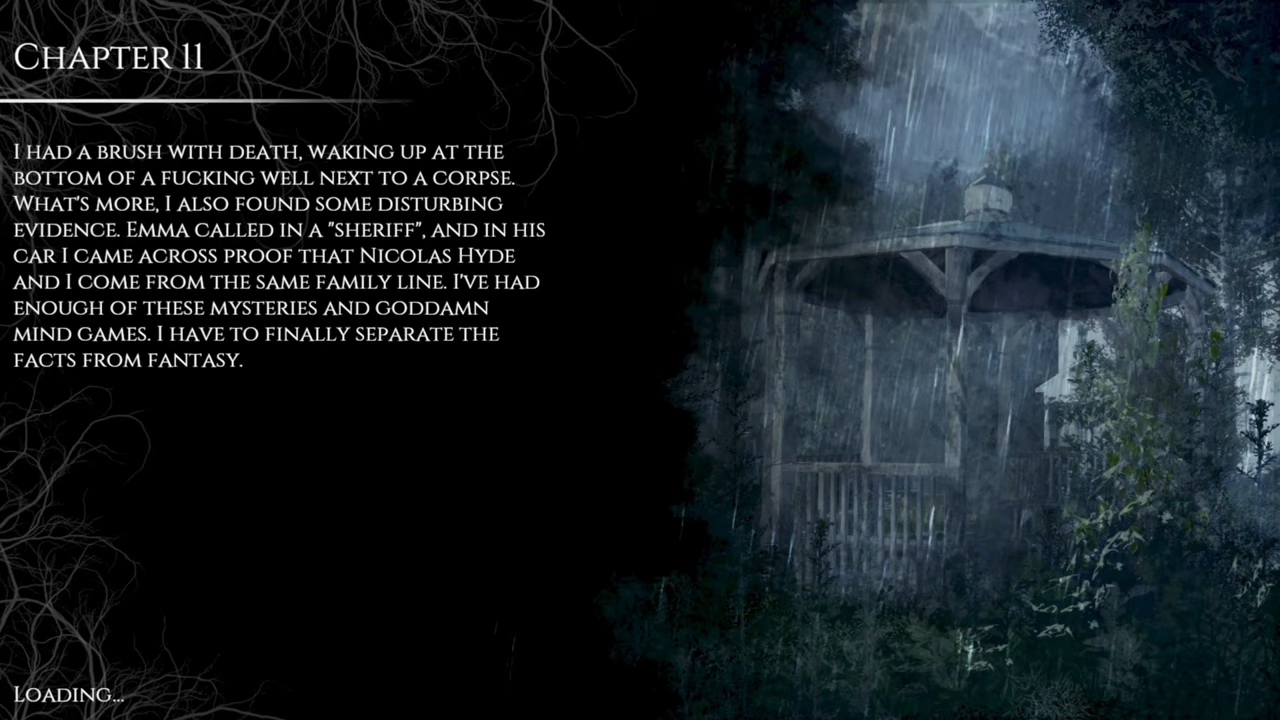 Chapter 11
I had a brush with death, waking up at the
bottom of a fucking well next to a corpse.
What's more, I also found some disturbing
evidence. Emma called in a "sheriff", and in his
car I came across proof that Nicolas Hyde
and I come from the same family line. I've had
enough of these mysteries and goddamn
mind games. I have to finally separate the
facts from fantasy.
Loading...